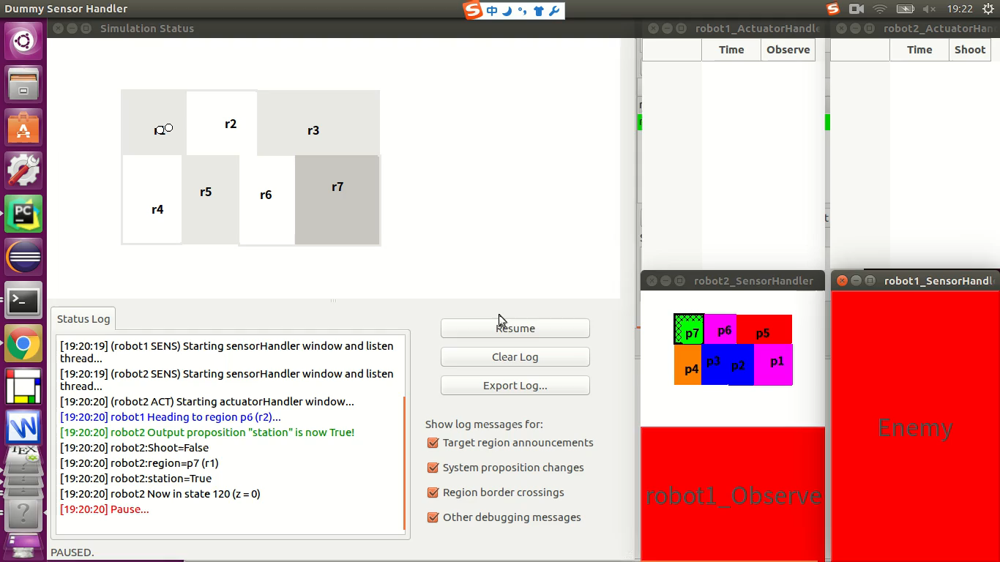 Dummy Sensor Handler
中
19:22
Simulation Status
robot1_ActuatorHandle
robot2_ActuatorHan
Time
Observe
Time
Shoot
r2
r3
r4
r5
r6
r7
Status Log
[19:20:19] (robot1 SENS) Starting sensorHandler window and listen
thread...
[19:20:19] (robot2 SENS) Starting sensorHandler window and listen
thread...
[19:20:20] (robot2 ACT) Starting actuatorHandler window...
[19:20:20] robot1 Heading to region p6 (r2)...
[19:20:20] robot2 Output proposition "station" is now True!
[19:20:20] robot2:Shoot=False
[19:20:20] robot2:region=p7 (r1)
[19:20:20] robot2:station=True
[19:20:20] robot2 Now in state 120 (z = 0)
[19:20:20] Pause...
PAUSED.
Resume
Clear Log
Export Log...
Show log messages for:
Target region announcements
System proposition changes
Region border crossings
Other debugging messages
robot2_SensorHandler
p7
p6
p5
p4
p3
p2
p1
robot1_Observe
robot1_SensorHandl
Enemy
PC
W
TEX